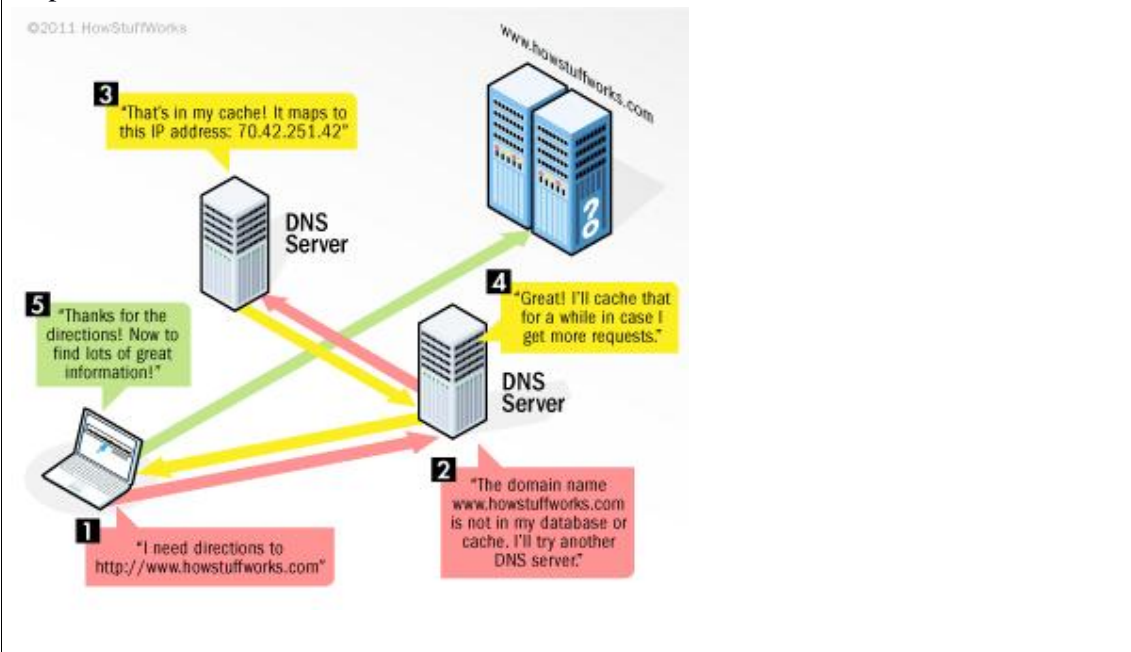 ©2011 HowStuffWorks
www.howstuffworks.com
3
"That's in my cache! It maps to
this IP address: 70.42.251.42"
DNS
Server
?
4
"Great! I'll cache that
for a while in case I
get more requests."
5
"Thanks for the
directions! Now to
find lots of great
information!"
DNS
Server
2
"The domain name
www.howstuffworks.com
is not in my database or
cache. I'll try another
DNS server."
1
"I need directions to
http://www.howstuffworks.com"